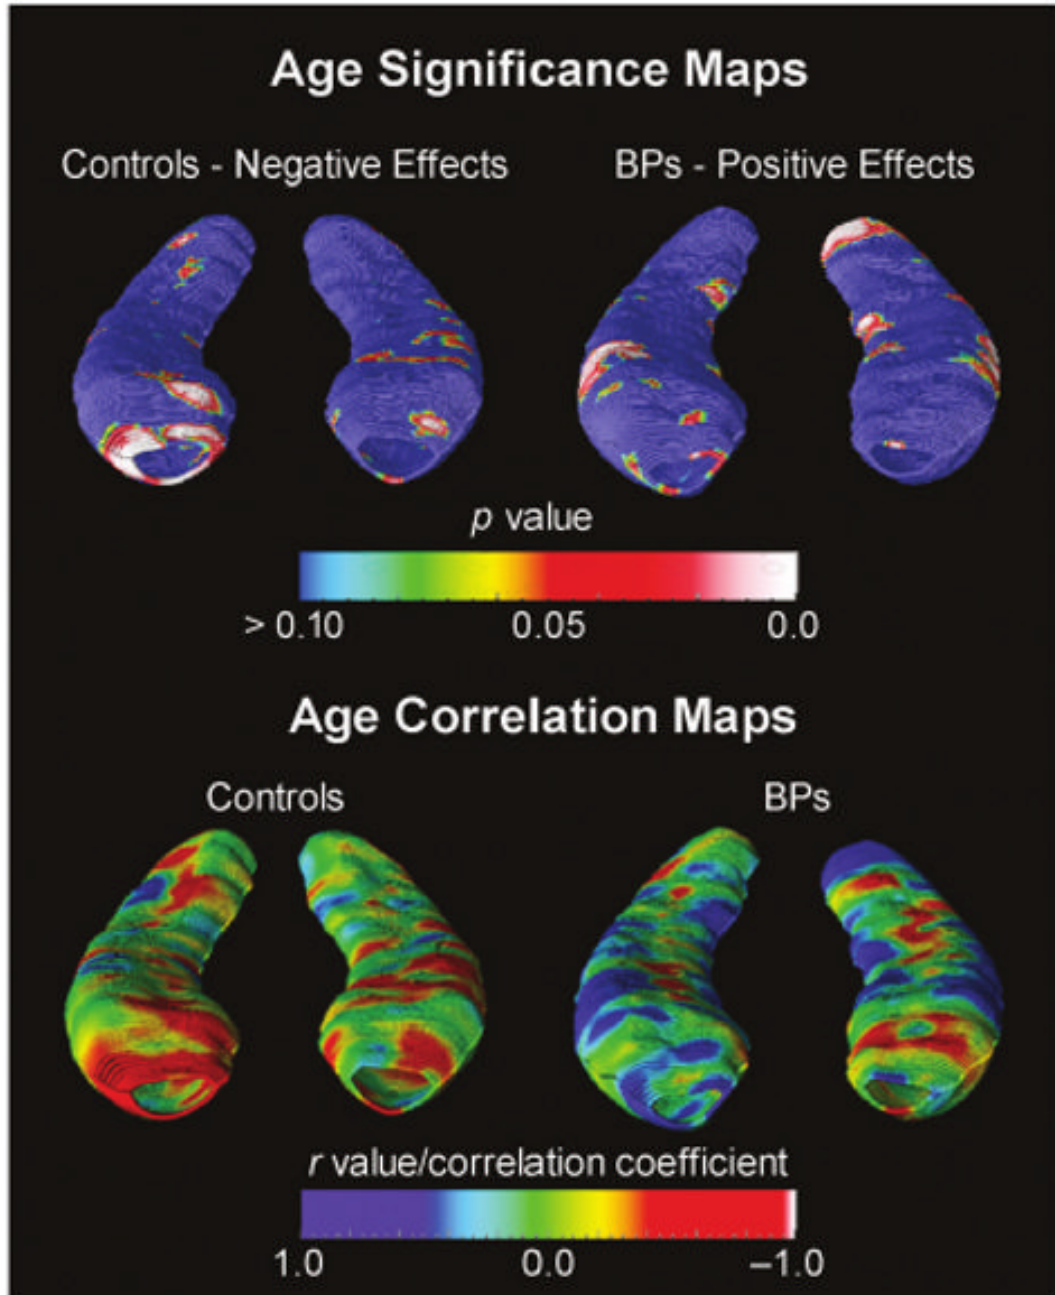 Age Significance Maps
Controls - Negative Effects
BPs - Positive Effects
p value
> 0.10 0.05 0.0
Age Correlation Maps
Controls
BPs
r value/correlation coefficient
1.0 0.0 –1.0